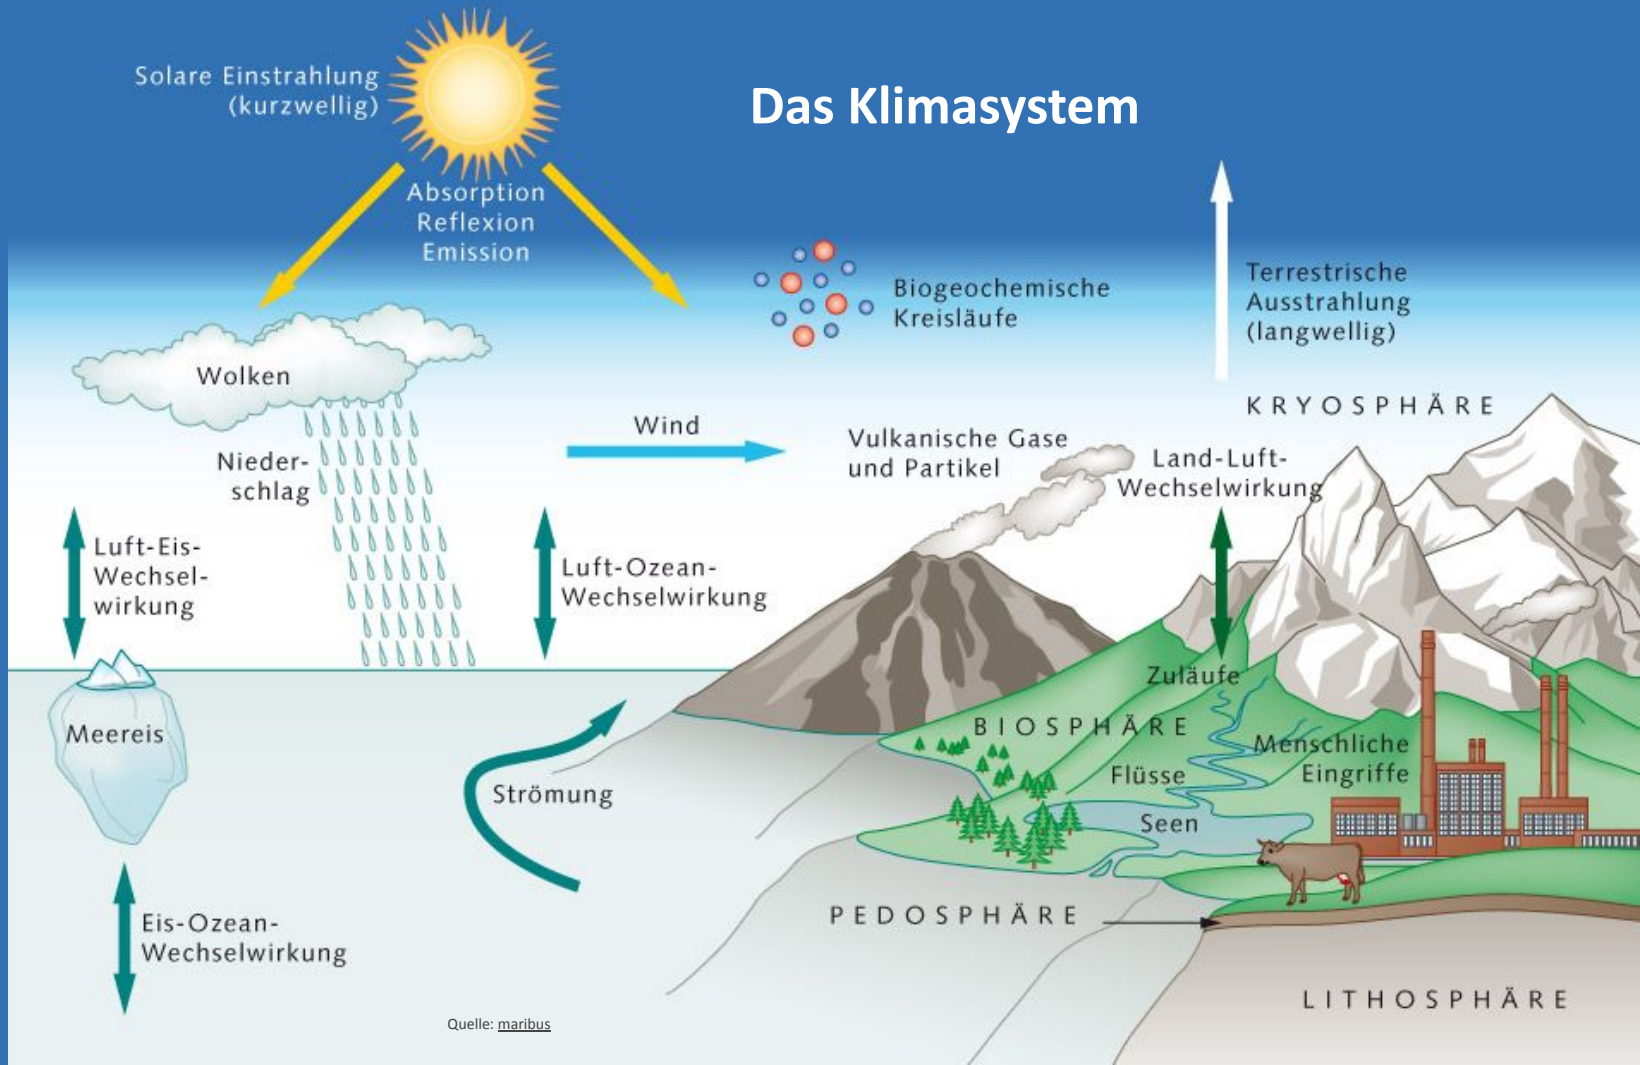 Das Klimasystem
Solare Einstrahlung
(kurzwellig)
Absorption
Reflexion
Emission
Biogeochemische
Kreisläufe
Terrestrische
Ausstrahlung
(langwellig)
Wolken
KRYOSPHÄRE
Wind
Vulkanische Gase
und Partikel
Land-Luft-
Wechselwirkung
Nieder-
schlag
Luft-Eis-
Wechsel-
wirkung
Luft-Ozean-
Wechselwirkung
Zuläufe
Meereis
BIOSPHÄRE
Menschliche
Eingriffe
Flüsse
Strömung
Seen
PEDOSPHÄRE
Eis-Ozean-
Wechselwirkung
LITHOSPHÄRE
Quelle: maribus